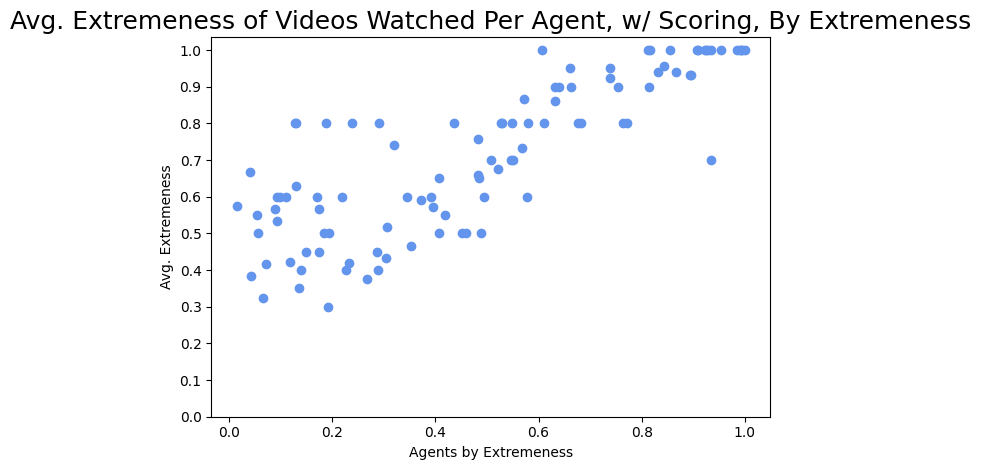 Avg. Extremeness of Videos Watched Per Agent, w/ Scoring, By Extremeness
1.0
0.9
0.8
0.7
0.6
0.5
0.4
0.3
0.2
0.1
0.0
Avg. Extremeness
0.0 0.2 0.4 0.6 0.8 1.0
Agents by Extremeness